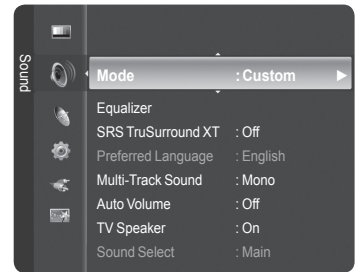 Sound
Mode : Custom
Equalizer
SRS TruSurround XT : Off
Preferred Language : English
Multi-Track Sound : Mono
Auto Volume : Off
TV Speaker : On
Sound Select : Main